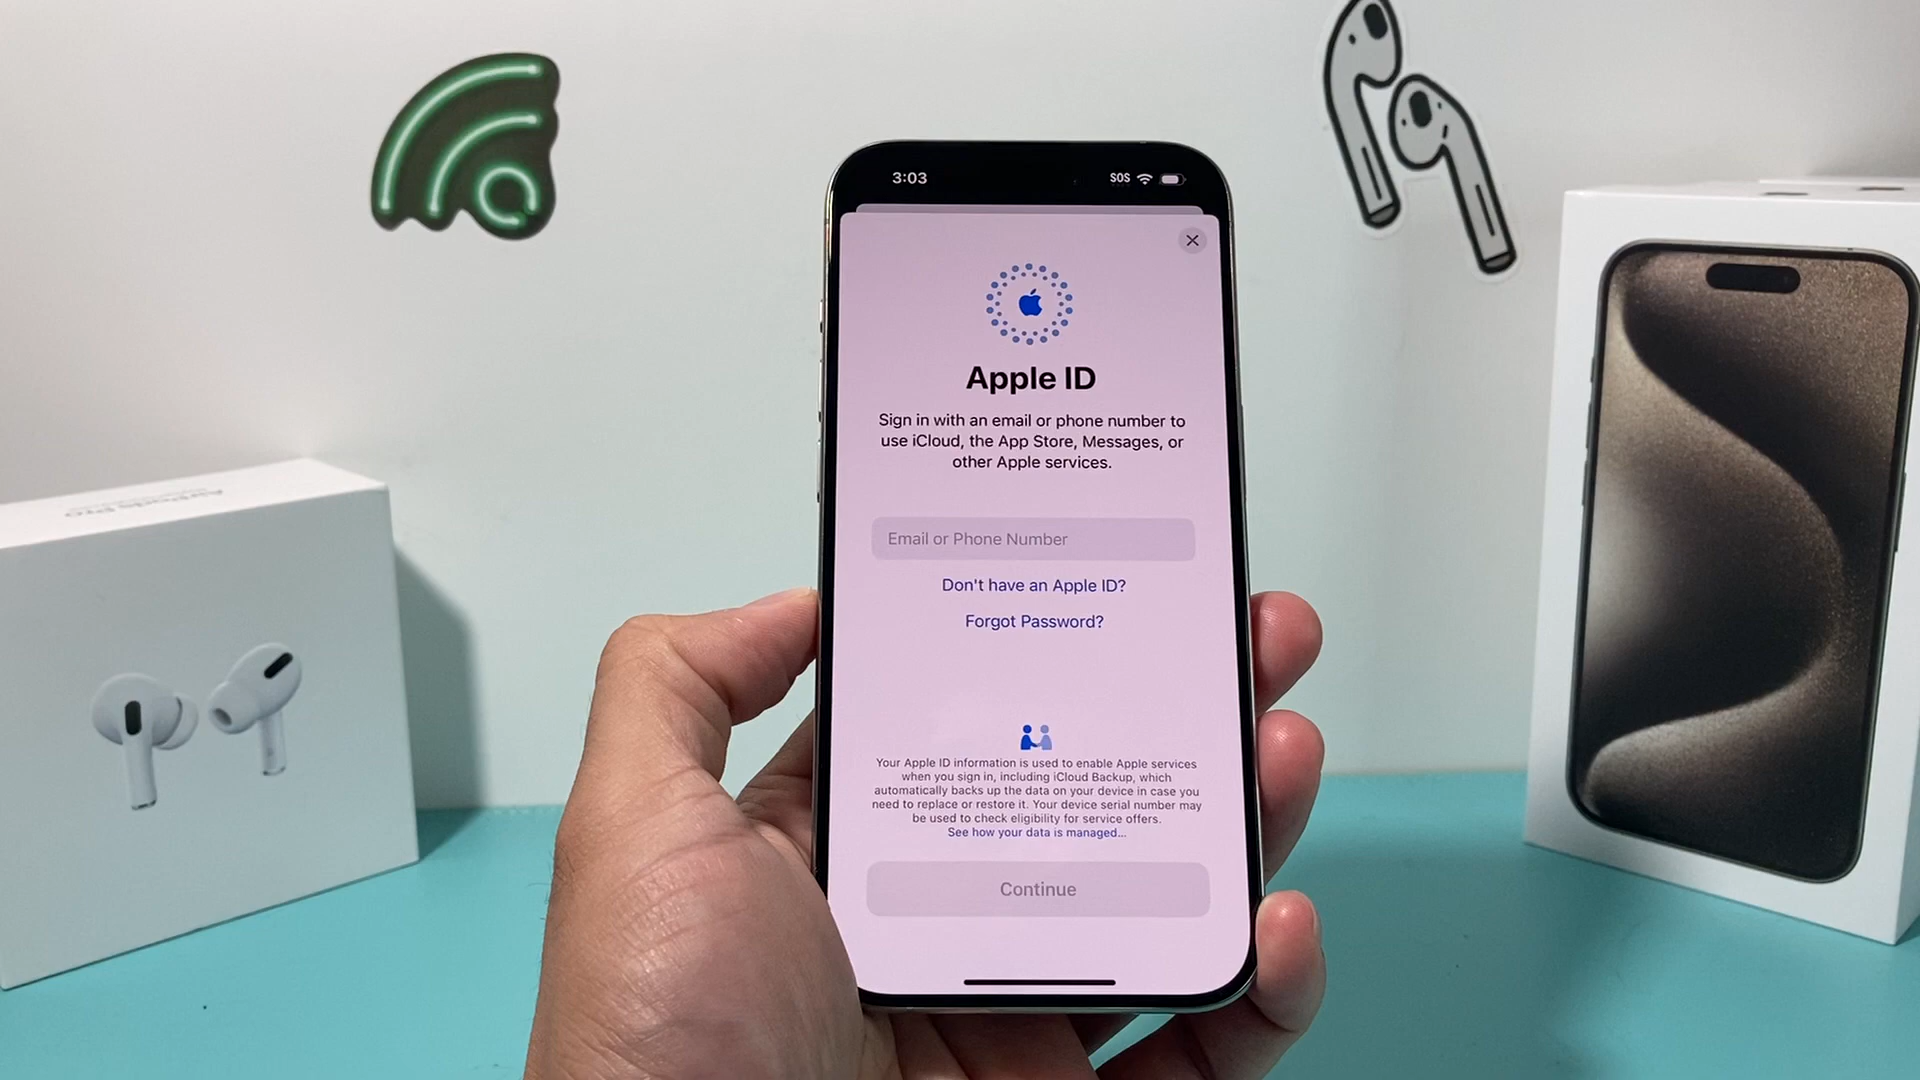 3:03
SOS
Apple ID
Sign in with an email or phone number to
use iCloud, the App Store, Messages, or
other Apple services.
Email or Phone Number
Don't have an Apple ID?
Forgot Password?
Your Apple ID information is used to enable Apple services
when you sign in, including iCloud Backup, which
automatically backs up the data on your device in case you
need to replace or restore it. Your device serial number may
be used to check eligibility for service offers.
See how your data is managed...
Continue
AirPods Pro